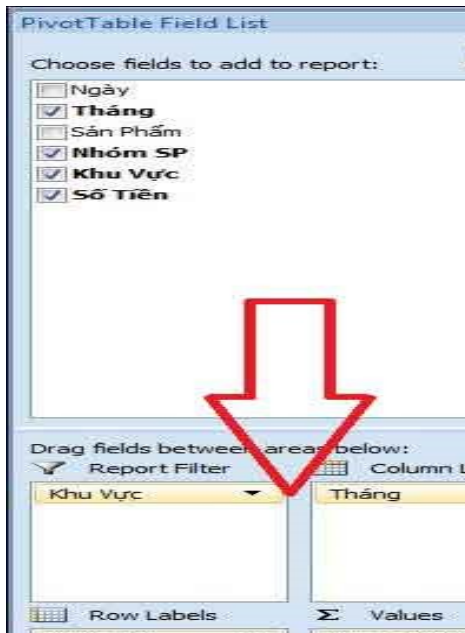 PivotTable Field List
Choose fields to add to report:
Ngày
Tháng
Sản Phẩm
Nhóm SP
Khu Vực
Số Tiền
Drag fields between areas below:
Report Filter
Column L
Khu Vực
Tháng
Row Labels
Σ Values